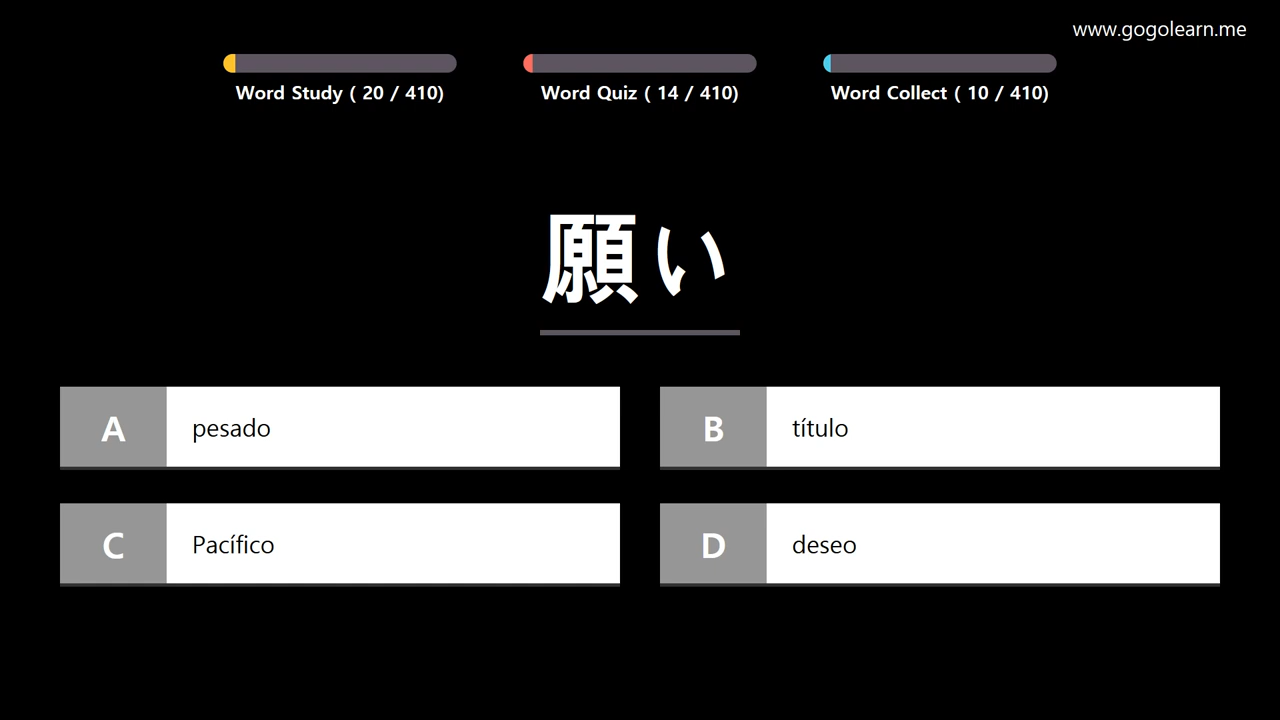 www.gogolearn.me
Word Study ( 20 / 410)
Word Quiz ( 14 / 410)
Word Collect ( 10 / 410)
願い
A pesado
B título
C Pacífico
D deseo